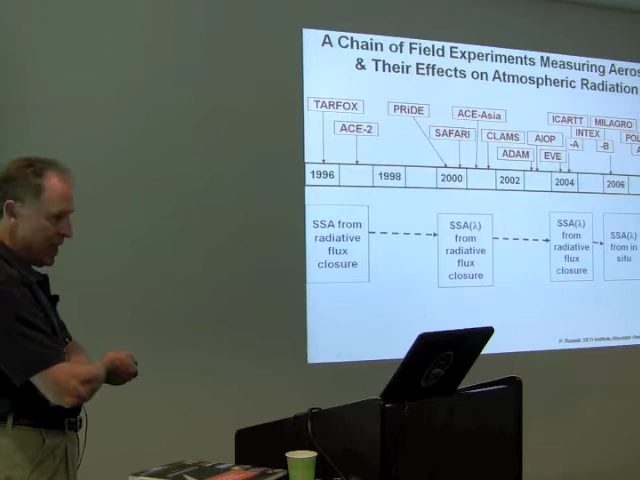 A Chain of Field Experiments Measuring Aeros
& Their Effects on Atmospheric Radiation
TARFOX
PRiDE
ACE-Asia
ICARTT
MILAGRO
ACE-2
SAFARI
CLAMS
AIOP
INTEX
POL
ADAM
EVE
-A
-B
1996
1998
2000
2002
2004
2006
SSA from
radiative
flux
closure
SSA(λ)
from
radiative
flux
closure
SSA(λ)
from
radiative
flux
closure
SSA(λ)
from in
situ